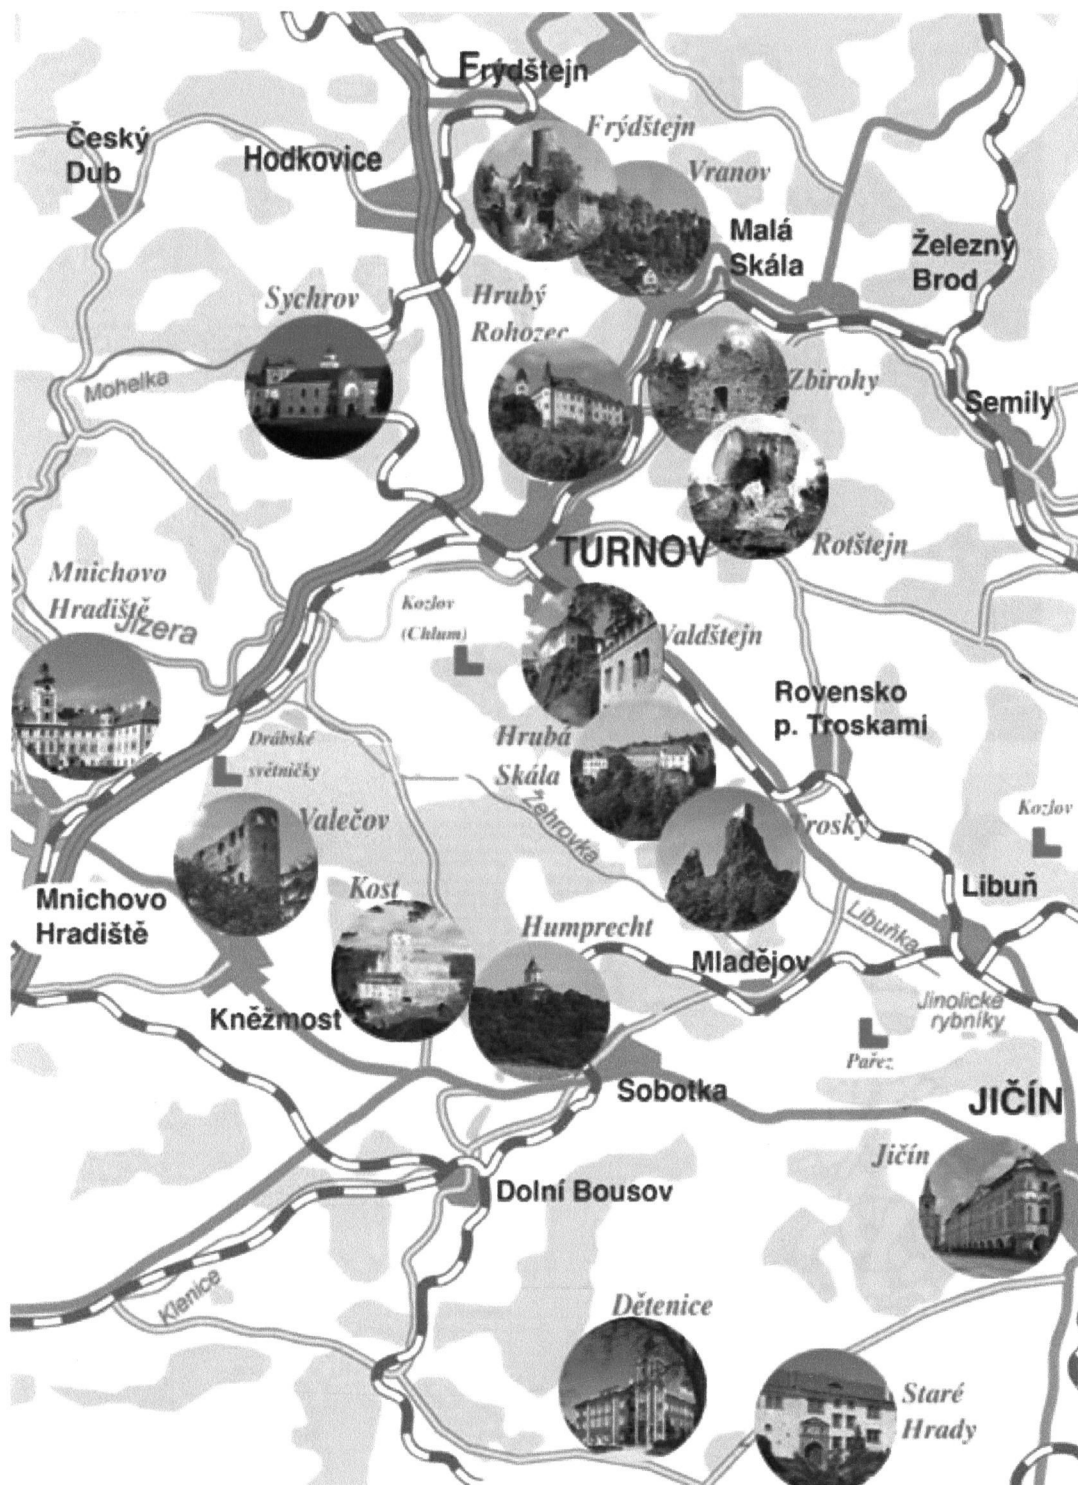 Frýdštejn
Frýdštejn
Český
Dub
Hodkovice
Vranov
Malá
Skála
Železný
Brod
Sychrov
Hrubý
Rohozec
Mohelka
Zbirohy
Semily
TURNOV
Rotštejn
Mnichovo
Hradiště
Jizera
Kozlov
(Chlum)
Valdštejn
Rovensko
p. Troskami
Hrubá
Skála
Drábské
světničky
Žehrovka
Valečov
Trosky
Kozlov
Kost
Mnichovo
Hradiště
Libuň
Humprecht
Libuňka
Mladějov
Kněžmost
Jinolické
rybníky
Pařez
Sobotka
JIČÍN
Jičín
Dolní Bousov
Klenice
Dětenice
Staré
Hrady